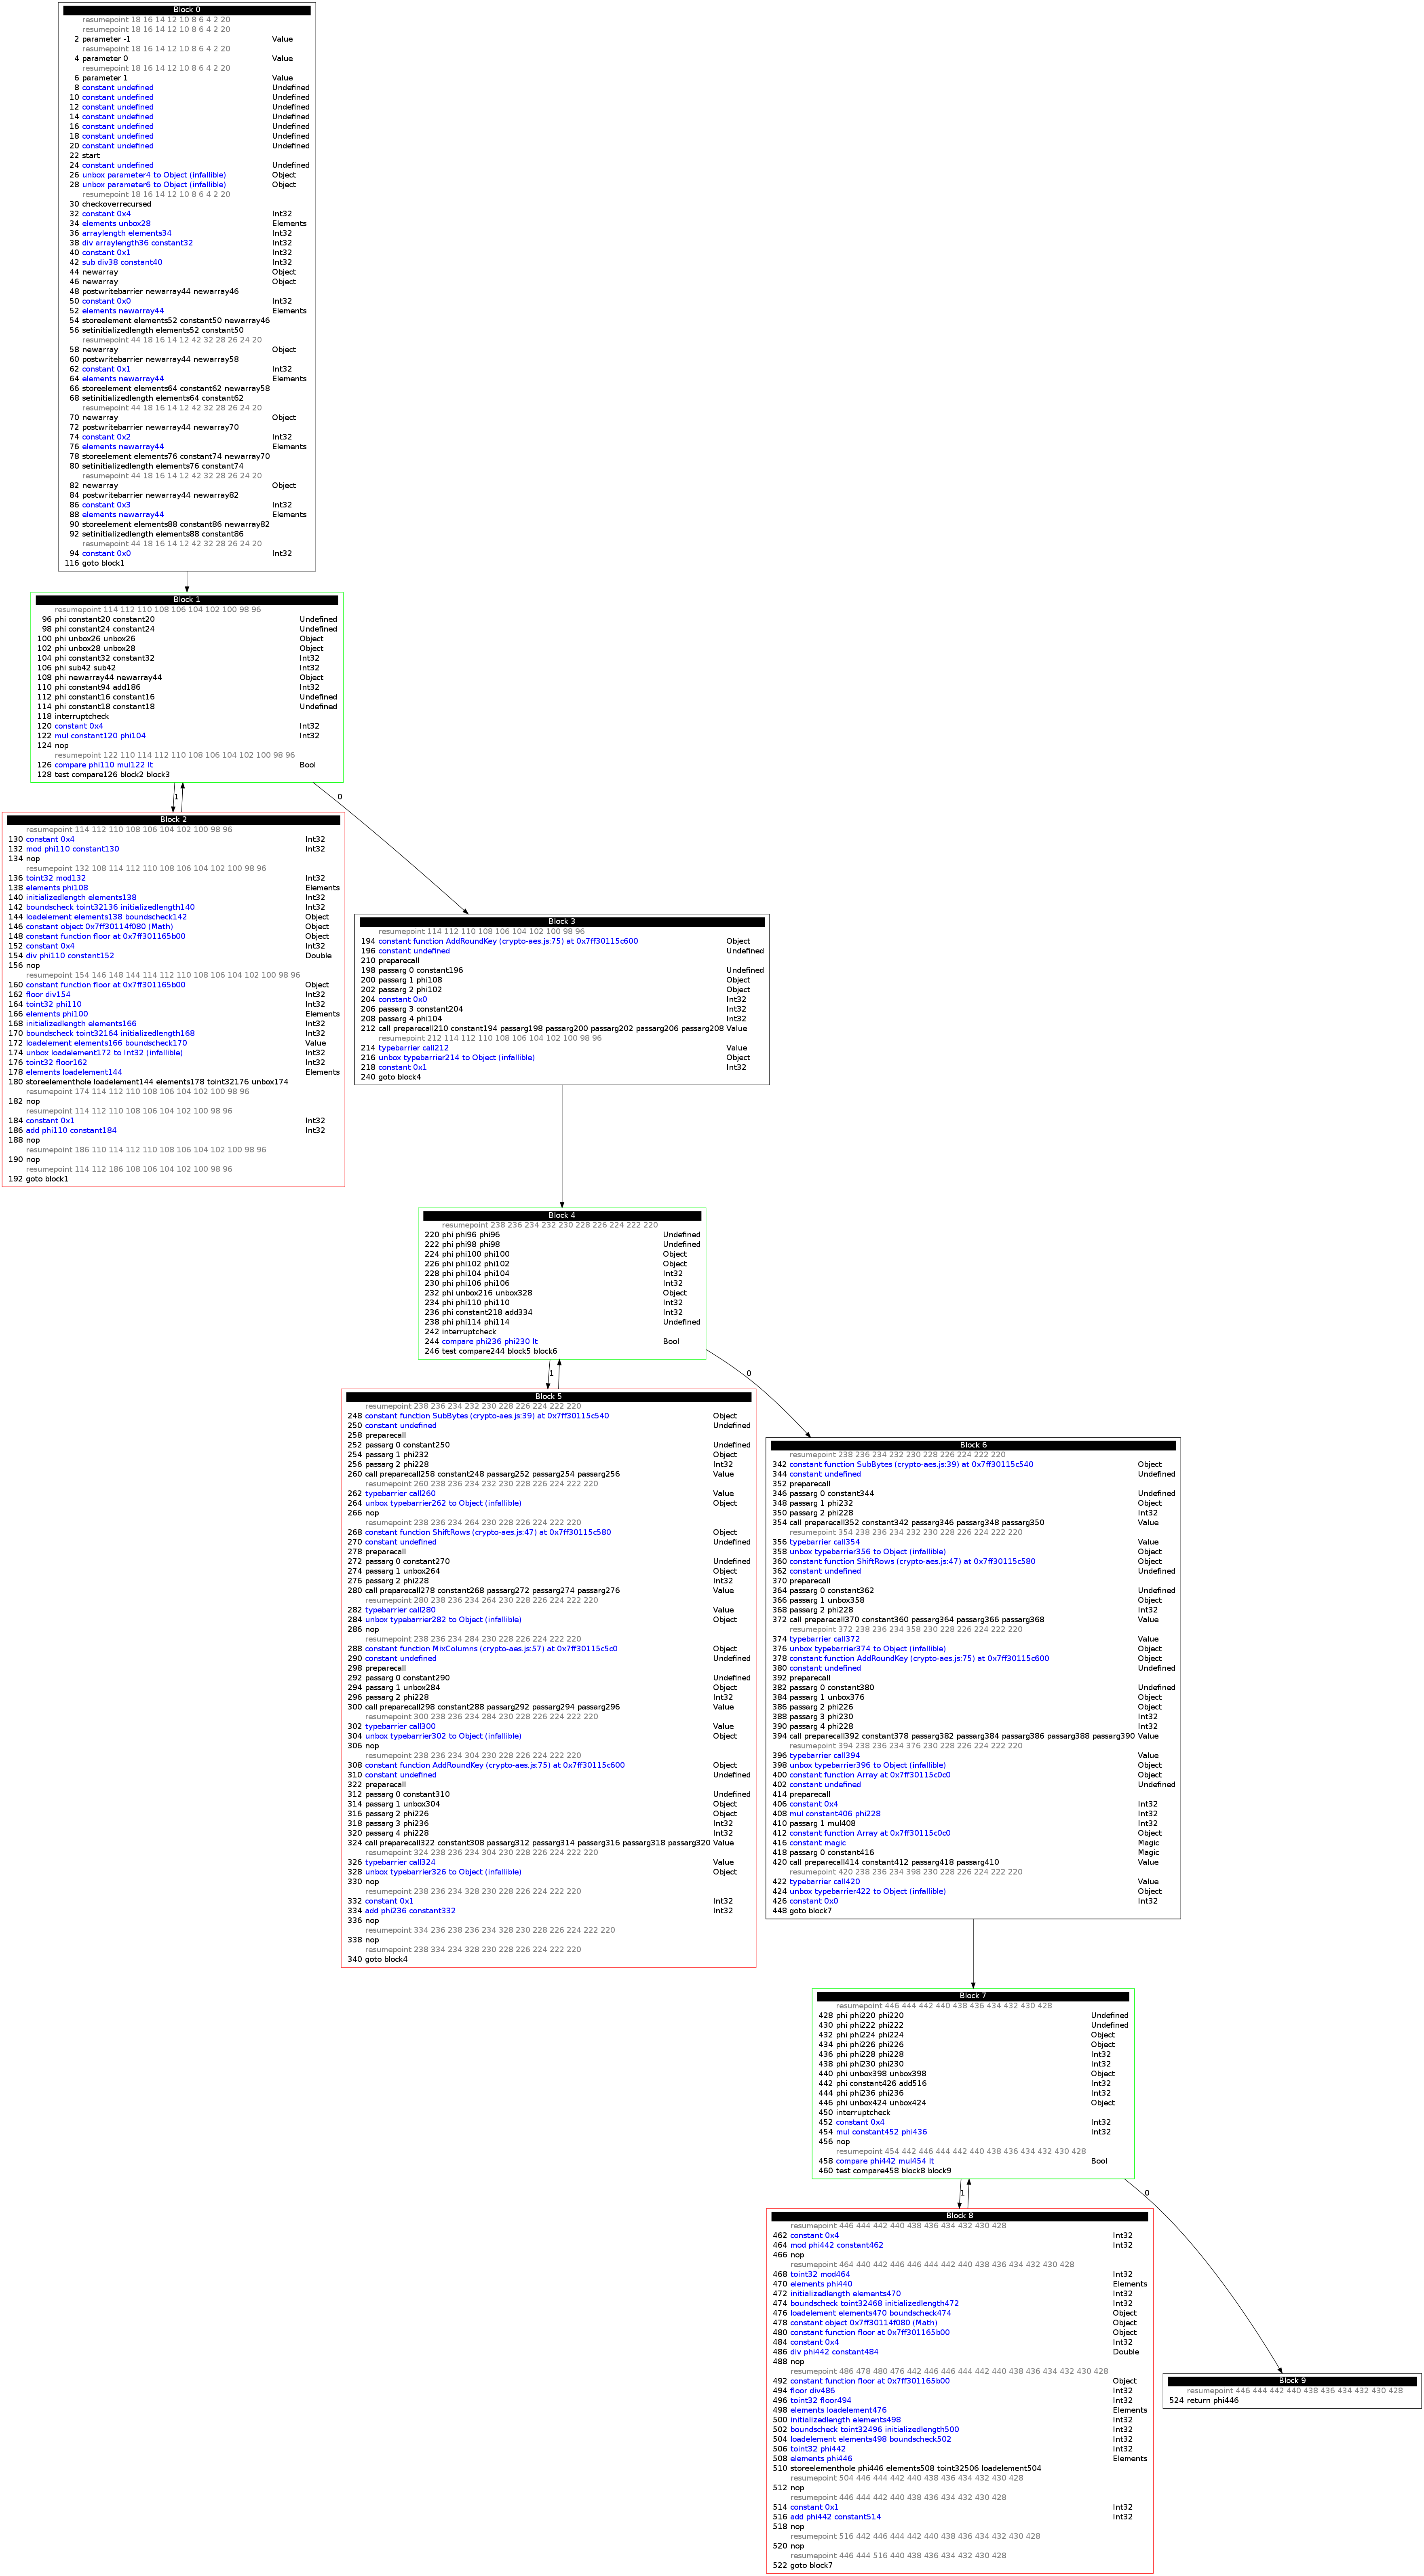 Block 0
resumepoint 18 16 14 12 10 8 6 4 2 20
resumepoint 18 16 14 12 10 8 6 4 2 20
2 parameter -1 Value
resumepoint 18 16 14 12 10 8 6 4 2 20
4 parameter 0 Value
resumepoint 18 16 14 12 10 8 6 4 2 20
6 parameter 1 Value
8 constant undefined Undefined
10 constant undefined Undefined
12 constant undefined Undefined
14 constant undefined Undefined
16 constant undefined Undefined
18 constant undefined Undefined
20 constant undefined Undefined
22 start
24 constant undefined Undefined
26 unbox parameter4 to Object (infallible) Object
28 unbox parameter6 to Object (infallible) Object
resumepoint 18 16 14 12 10 8 6 4 2 20
30 checkoverrecursed
32 constant 0x4 Int32
34 elements unbox28 Elements
36 arraylength elements34 Int32
38 div arraylength36 constant32 Int32
40 constant 0x1 Int32
42 sub div38 constant40 Int32
44 newarray Object
46 newarray Object
48 postwritebarrier newarray44 newarray46
50 constant 0x0 Int32
52 elements newarray44 Elements
54 storeelement elements52 constant50 newarray46
56 setinitializedlength elements52 constant50
resumepoint 44 18 16 14 12 42 32 28 26 24 20
58 newarray Object
60 postwritebarrier newarray44 newarray58
62 constant 0x1 Int32
64 elements newarray44 Elements
66 storeelement elements64 constant62 newarray58
68 setinitializedlength elements64 constant62
resumepoint 44 18 16 14 12 42 32 28 26 24 20
70 newarray Object
72 postwritebarrier newarray44 newarray70
74 constant 0x2 Int32
76 elements newarray44 Elements
78 storeelement elements76 constant74 newarray70
80 setinitializedlength elements76 constant74
resumepoint 44 18 16 14 12 42 32 28 26 24 20
82 newarray Object
84 postwritebarrier newarray44 newarray82
86 constant 0x3 Int32
88 elements newarray44 Elements
90 storeelement elements88 constant86 newarray82
92 setinitializedlength elements88 constant86
resumepoint 44 18 16 14 12 42 32 28 26 24 20
94 constant 0x0 Int32
116 goto block1
Block 1
resumepoint 114 112 110 108 106 104 102 100 98 96
96 phi constant20 constant20 Undefined
98 phi constant24 constant24 Undefined
100 phi unbox26 unbox26 Object
102 phi unbox28 unbox28 Object
104 phi constant32 constant32 Int32
106 phi sub42 sub42 Int32
108 phi newarray44 newarray44 Object
110 phi constant94 add186 Int32
112 phi constant16 constant16 Undefined
114 phi constant18 constant18 Undefined
118 interruptcheck
120 constant 0x4 Int32
122 mul constant120 phi104 Int32
124 nop
resumepoint 122 110 114 112 110 108 106 104 102 100 98 96
126 compare phi110 mul122 lt Bool
128 test compare126 block2 block3
1
0
Block 2
resumepoint 114 112 110 108 106 104 102 100 98 96
130 constant 0x4 Int32
132 mod phi110 constant130 Int32
134 nop
resumepoint 132 108 114 112 110 108 106 104 102 100 98 96
136 toint32 mod132 Int32
138 elements phi108 Elements
140 initializedlength elements138 Int32
142 boundscheck toint32136 initializedlength140 Int32
144 loadelement elements138 boundscheck142 Object
146 constant object 0x7ff30114f080 (Math) Object
148 constant function floor at 0x7ff301165b00 Object
152 constant 0x4 Int32
154 div phi110 constant152 Double
156 nop
resumepoint 154 146 148 144 114 112 110 108 106 104 102 100 98 96
160 constant function floor at 0x7ff301165b00 Object
162 floor div154 Int32
164 toint32 phi110 Int32
166 elements phi100 Elements
168 initializedlength elements166 Int32
170 boundscheck toint32164 initializedlength168 Int32
172 loadelement elements166 boundscheck170 Value
174 unbox loadelement172 to Int32 (infallible) Int32
176 toint32 floor162 Int32
178 elements loadelement144 Elements
180 storeelementhole loadelement144 elements178 toint32176 unbox174
resumepoint 174 114 112 110 108 106 104 102 100 98 96
182 nop
resumepoint 114 112 110 108 106 104 102 100 98 96
184 constant 0x1 Int32
186 add phi110 constant184 Int32
188 nop
resumepoint 186 110 114 112 110 108 106 104 102 100 98 96
190 nop
resumepoint 114 112 186 108 106 104 102 100 98 96
192 goto block1
Block 3
resumepoint 114 112 110 108 106 104 102 100 98 96
194 constant function AddRoundKey (crypto-aes.js:75) at 0x7ff30115c600 Object
196 constant undefined Undefined
210 preparecall
198 passarg 0 constant196 Undefined
200 passarg 1 phi108 Object
202 passarg 2 phi102 Object
204 constant 0x0 Int32
206 passarg 3 constant204 Int32
208 passarg 4 phi104 Int32
212 call preparecall210 constant194 passarg198 passarg200 passarg202 passarg206 passarg208 Value
resumepoint 212 114 112 110 108 106 104 102 100 98 96
214 typebarrier call212 Value
216 unbox typebarrier214 to Object (infallible) Object
218 constant 0x1 Int32
240 goto block4
Block 4
resumepoint 238 236 234 232 230 228 226 224 222 220
220 phi phi96 phi96 Undefined
222 phi phi98 phi98 Undefined
224 phi phi100 phi100 Object
226 phi phi102 phi102 Object
228 phi phi104 phi104 Int32
230 phi phi106 phi106 Int32
232 phi unbox216 unbox328 Object
234 phi phi110 phi110 Int32
236 phi constant218 add334 Int32
238 phi phi114 phi114 Undefined
242 interruptcheck
244 compare phi236 phi230 lt Bool
246 test compare244 block5 block6
1
0
Block 5
resumepoint 238 236 234 232 230 228 226 224 222 220
248 constant function SubBytes (crypto-aes.js:39) at 0x7ff30115c540 Object
250 constant undefined Undefined
258 preparecall
252 passarg 0 constant250 Undefined
254 passarg 1 phi232 Object
256 passarg 2 phi228 Int32
260 call preparecall258 constant248 passarg252 passarg254 passarg256 Value
resumepoint 260 238 236 234 232 230 228 226 224 222 220
262 typebarrier call260 Value
264 unbox typebarrier262 to Object (infallible) Object
266 nop
resumepoint 238 236 234 264 230 228 226 224 222 220
268 constant function ShiftRows (crypto-aes.js:47) at 0x7ff30115c580 Object
270 constant undefined Undefined
278 preparecall
272 passarg 0 constant270 Undefined
274 passarg 1 unbox264 Object
276 passarg 2 phi228 Int32
280 call preparecall278 constant268 passarg272 passarg274 passarg276 Value
resumepoint 280 238 236 234 264 230 228 226 224 222 220
282 typebarrier call280 Value
284 unbox typebarrier282 to Object (infallible) Object
286 nop
resumepoint 238 236 234 284 230 228 226 224 222 220
288 constant function MixColumns (crypto-aes.js:57) at 0x7ff30115c5c0 Object
290 constant undefined Undefined
298 preparecall
292 passarg 0 constant290 Undefined
294 passarg 1 unbox284 Object
296 passarg 2 phi228 Int32
300 call preparecall298 constant288 passarg292 passarg294 passarg296 Value
resumepoint 300 238 236 234 284 230 228 226 224 222 220
302 typebarrier call300 Value
304 unbox typebarrier302 to Object (infallible) Object
306 nop
resumepoint 238 236 234 304 230 228 226 224 222 220
308 constant function AddRoundKey (crypto-aes.js:75) at 0x7ff30115c600 Object
310 constant undefined Undefined
322 preparecall
312 passarg 0 constant310 Undefined
314 passarg 1 unbox304 Object
316 passarg 2 phi226 Object
318 passarg 3 phi236 Int32
320 passarg 4 phi228 Int32
324 call preparecall322 constant308 passarg312 passarg314 passarg316 passarg318 passarg320 Value
resumepoint 324 238 236 234 304 230 228 226 224 222 220
326 typebarrier call324 Value
328 unbox typebarrier326 to Object (infallible) Object
330 nop
resumepoint 238 236 234 328 230 228 226 224 222 220
332 constant 0x1 Int32
334 add phi236 constant332 Int32
336 nop
resumepoint 334 236 238 236 234 328 230 228 226 224 222 220
338 nop
resumepoint 238 334 234 328 230 228 226 224 222 220
340 goto block4
Block 6
resumepoint 238 236 234 232 230 228 226 224 222 220
342 constant function SubBytes (crypto-aes.js:39) at 0x7ff30115c540 Object
344 constant undefined Undefined
352 preparecall
346 passarg 0 constant344 Undefined
348 passarg 1 phi232 Object
350 passarg 2 phi228 Int32
354 call preparecall352 constant342 passarg346 passarg348 passarg350 Value
resumepoint 354 238 236 234 232 230 228 226 224 222 220
356 typebarrier call354 Value
358 unbox typebarrier356 to Object (infallible) Object
360 constant function ShiftRows (crypto-aes.js:47) at 0x7ff30115c580 Object
362 constant undefined Undefined
370 preparecall
364 passarg 0 constant362 Undefined
366 passarg 1 unbox358 Object
368 passarg 2 phi228 Int32
372 call preparecall370 constant360 passarg364 passarg366 passarg368 Value
resumepoint 372 238 236 234 358 230 228 226 224 222 220
374 typebarrier call372 Value
376 unbox typebarrier374 to Object (infallible) Object
378 constant function AddRoundKey (crypto-aes.js:75) at 0x7ff30115c600 Object
380 constant undefined Undefined
392 preparecall
382 passarg 0 constant380 Undefined
384 passarg 1 unbox376 Object
386 passarg 2 phi226 Object
388 passarg 3 phi230 Int32
390 passarg 4 phi228 Int32
394 call preparecall392 constant378 passarg382 passarg384 passarg386 passarg388 passarg390 Value
resumepoint 394 238 236 234 376 230 228 226 224 222 220
396 typebarrier call394 Value
398 unbox typebarrier396 to Object (infallible) Object
400 constant function Array at 0x7ff30115c0c0 Object
402 constant undefined Undefined
414 preparecall
406 constant 0x4 Int32
408 mul constant406 phi228 Int32
410 passarg 1 mul408 Int32
412 constant function Array at 0x7ff30115c0c0 Object
416 constant magic Magic
418 passarg 0 constant416 Magic
420 call preparecall414 constant412 passarg418 passarg410 Value
resumepoint 420 238 236 234 398 230 228 226 224 222 220
422 typebarrier call420 Value
424 unbox typebarrier422 to Object (infallible) Object
426 constant 0x0 Int32
448 goto block7
Block 7
resumepoint 446 444 442 440 438 436 434 432 430 428
428 phi phi220 phi220 Undefined
430 phi phi222 phi222 Undefined
432 phi phi224 phi224 Object
434 phi phi226 phi226 Object
436 phi phi228 phi228 Int32
438 phi phi230 phi230 Int32
440 phi unbox398 unbox398 Object
442 phi constant426 add516 Int32
444 phi phi236 phi236 Int32
446 phi unbox424 unbox424 Object
450 interruptcheck
452 constant 0x4 Int32
454 mul constant452 phi436 Int32
456 nop
resumepoint 454 442 446 444 442 440 438 436 434 432 430 428
458 compare phi442 mul454 lt Bool
460 test compare458 block8 block9
1
0
Block 8
resumepoint 446 444 442 440 438 436 434 432 430 428
462 constant 0x4 Int32
464 mod phi442 constant462 Int32
466 nop
resumepoint 464 440 442 446 446 444 442 440 438 436 434 432 430 428
468 toint32 mod464 Int32
470 elements phi440 Elements
472 initializedlength elements470 Int32
474 boundscheck toint32468 initializedlength472 Int32
476 loadelement elements470 boundscheck474 Object
478 constant object 0x7ff30114f080 (Math) Object
480 constant function floor at 0x7ff301165b00 Object
484 constant 0x4 Int32
486 div phi442 constant484 Double
488 nop
resumepoint 486 478 480 476 442 446 446 444 442 440 438 436 434 432 430 428
492 constant function floor at 0x7ff301165b00 Object
494 floor div486 Int32
496 toint32 floor494 Int32
498 elements loadelement476 Elements
500 initializedlength elements498 Int32
502 boundscheck toint32496 initializedlength500 Int32
504 loadelement elements498 boundscheck502 Int32
506 toint32 phi442 Int32
508 elements phi446 Elements
510 storeelementhole phi446 elements508 toint32506 loadelement504
resumepoint 504 446 444 442 440 438 436 434 432 430 428
512 nop
resumepoint 446 444 442 440 438 436 434 432 430 428
514 constant 0x1 Int32
516 add phi442 constant514 Int32
518 nop
resumepoint 516 442 446 444 442 440 438 436 434 432 430 428
520 nop
resumepoint 446 444 516 440 438 436 434 432 430 428
522 goto block7
Block 9
resumepoint 446 444 442 440 438 436 434 432 430 428
524 return phi446